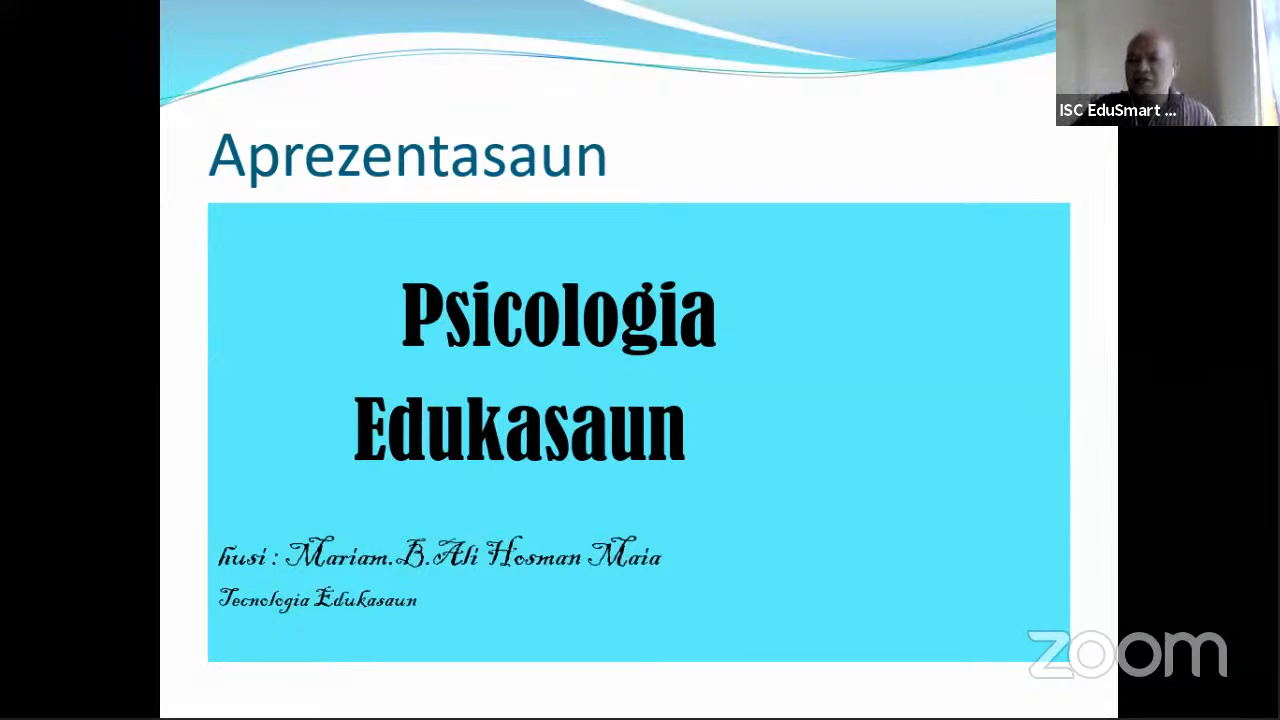 ISC EduSmart ...
Aprezentasaun
Psicologia
Edukasaun
husi : Mariam.B.Ali Hosman Maia
Tecnologia Edukasaun
zoom